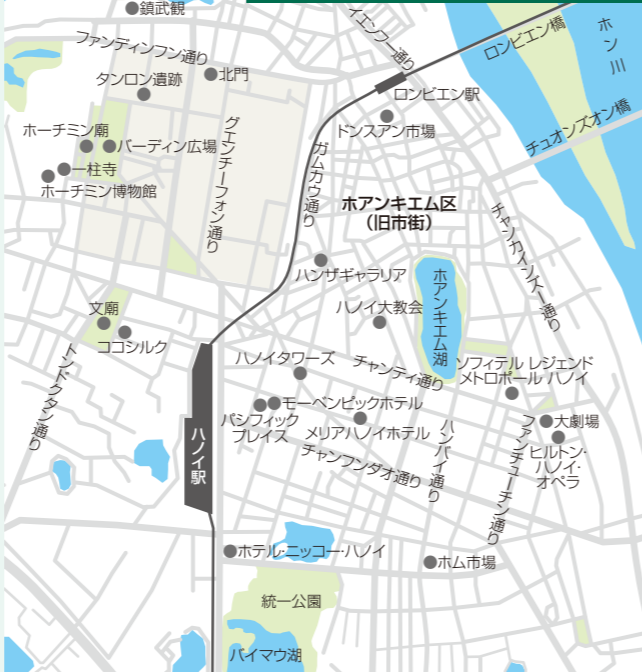 鎮武観
ファンディンフン通り
タンロン遺跡
北門
イエンフー通り
ロンビエン橋
ホン川
ロンビエン駅
ドンスアン市場
チュオンズオン橋
ホーチミン廟
バーディン広場
一柱寺
ホーチミン博物館
グエンチーフォン通り
ガムカウ通り
ホアンキエム区
(旧市街)
チャンカインズー通り
ハンザギャラリア
ホアンキエム湖
ハノイ大教会
文廟
ココシルク
トンドクタン通り
ハノイタワーズ
チャンティ通り
ソフィテル レジェンド
メトロポール ハノイ
モーベンピックホテル
パシフィック
プレイス
メリアハノイホテル
ハンバイ通り
ファンチューチン通り
大劇場
ヒルトン・
ハノイ・
オペラ
ハノイ駅
チャンフンダオ通り
ホテル・ニッコー・ハノイ
ホム市場
統一公園
バイマウ湖